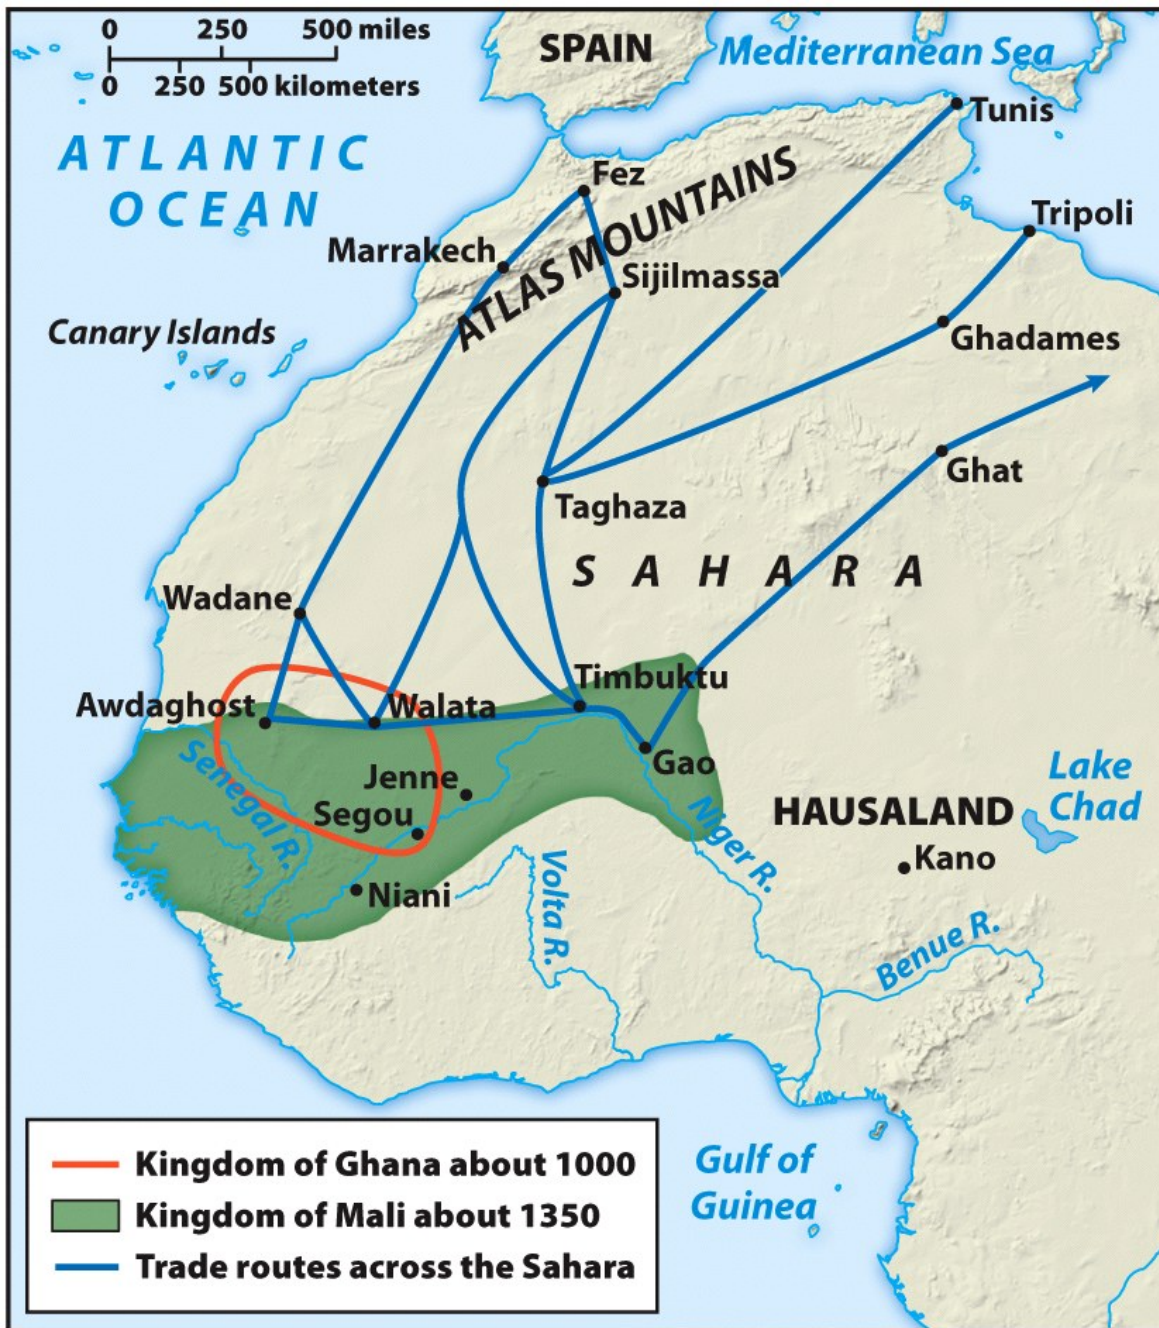 0 250 500 miles
0 250 500 kilometers
SPAIN
Mediterranean Sea
Tunis
ATLANTIC
OCEAN
Fez
ATLAS MOUNTAINS
Tripoli
Marrakech
Sijilmassa
Canary Islands
Ghadames
Ghat
Taghaza
SAHARA
Wadane
Timbuktu
Awdaghost
Walata
Gao
Senegal R.
Jenne
Segou
Niger R.
Lake
Chad
HAUSALAND
Kano
Niani
Volta R.
Benue R.
Gulf of
Guinea
Kingdom of Ghana about 1000
Kingdom of Mali about 1350
Trade routes across the Sahara